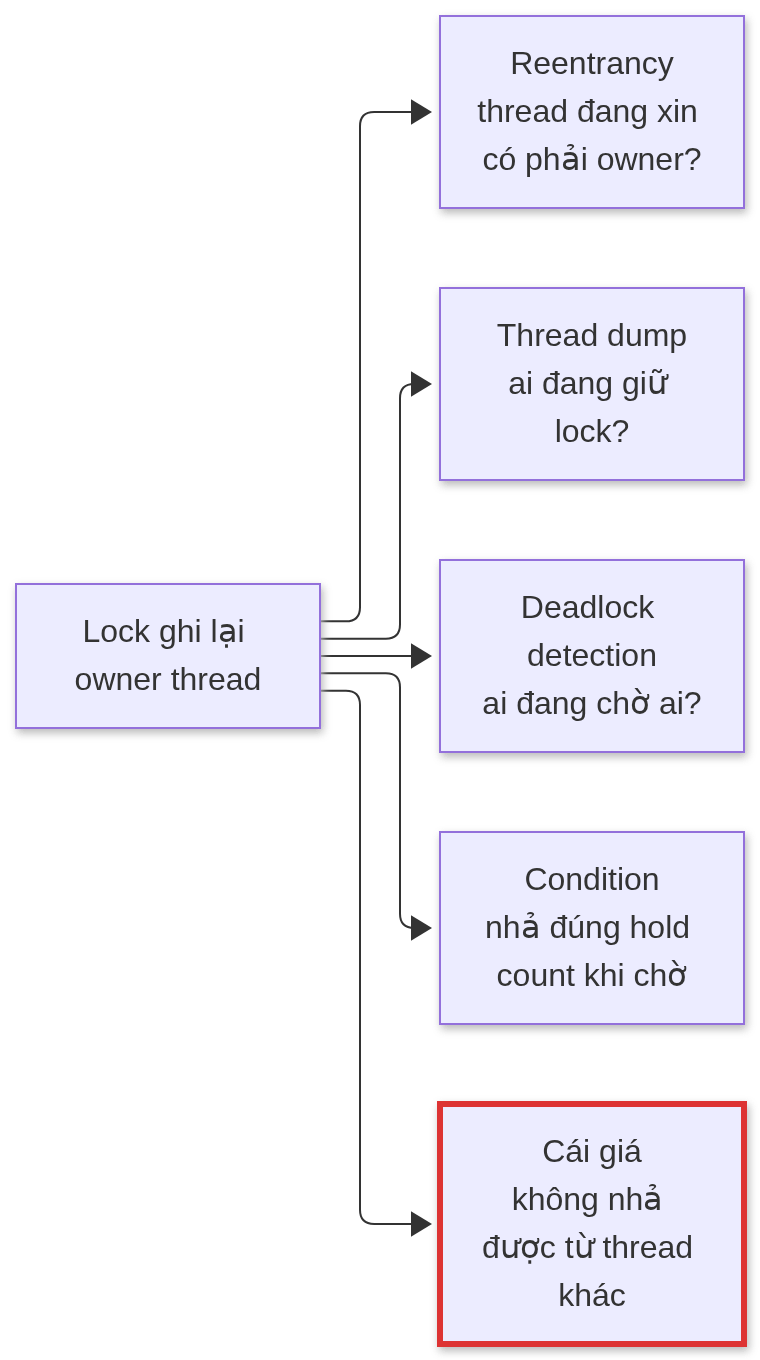 Reentrancy
thread đang xin
có phải owner?
Thread dump
ai đang giữ
lock?
Lock ghi lại
owner thread
Deadlock
detection
ai đang chờ ai?
Condition
nhả đúng hold
count khi chờ
Cái giá
không nhả
được từ thread
khác